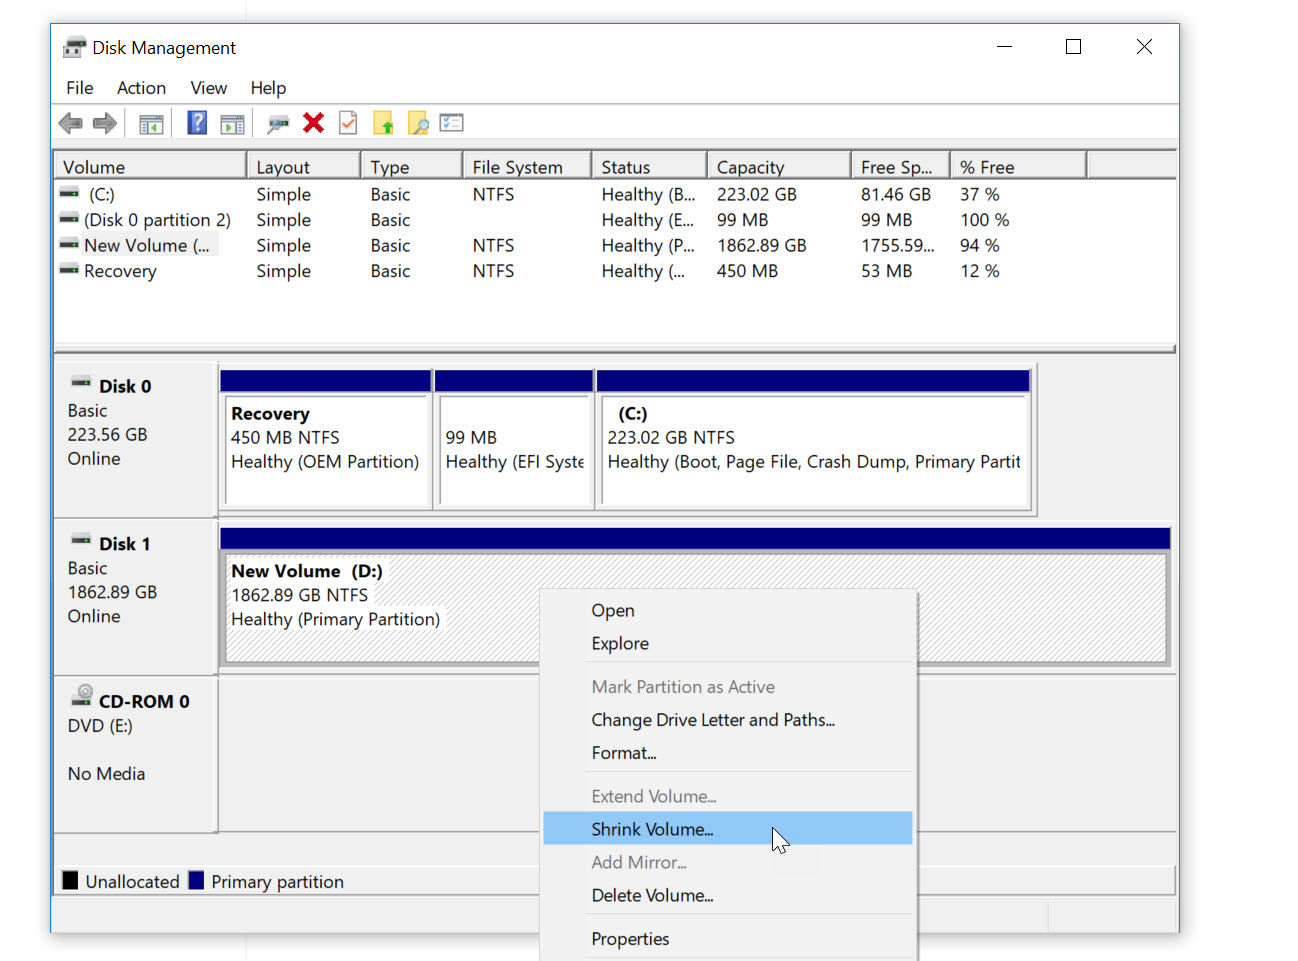 Disk Management
File Action View Help
Volume Layout Type File System Status Capacity Free Sp... % Free
(C:) Simple Basic NTFS Healthy (B... 223.02 GB 81.46 GB 37 %
(Disk 0 partition 2) Simple Basic Healthy (E... 99 MB 99 MB 100 %
New Volume (... Simple Basic NTFS Healthy (P... 1862.89 GB 1755.59... 94 %
Recovery Simple Basic NTFS Healthy (... 450 MB 53 MB 12 %
Disk 0
Basic
223.56 GB
Online
Recovery
450 MB NTFS
Healthy (OEM Partition)
99 MB
Healthy (EFI Syste
(C:)
223.02 GB NTFS
Healthy (Boot, Page File, Crash Dump, Primary Partit
Disk 1
Basic
1862.89 GB
Online
New Volume (D:)
1862.89 GB NTFS
Healthy (Primary Partition)
CD-ROM 0
DVD (E:)
No Media
Open
Explore
Mark Partition as Active
Change Drive Letter and Paths...
Format...
Extend Volume...
Shrink Volume...
Add Mirror...
Delete Volume...
Properties
Unallocated Primary partition